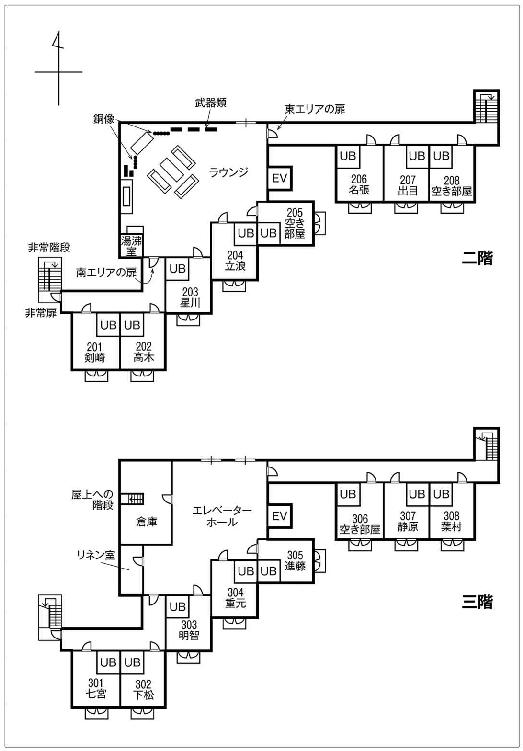 武器類
銅像
東エリアの扉
ラウンジ
EV
UB
UB
UB
206
名張
207
出目
208
空き部屋
205
空き
部屋
湯沸
室
UB
UB
204
立浪
二階
非常階段
南エリアの扉
UB
203
星川
非常扉
UB
UB
201
剣崎
202
高木
屋上への
階段
倉庫
エレベーター
ホール
EV
UB
UB
UB
306
空き部屋
307
静原
308
葉村
リネン室
305
進藤
UB
UB
304
重元
三階
UB
303
明智
UB
UB
301
七宮
302
下松